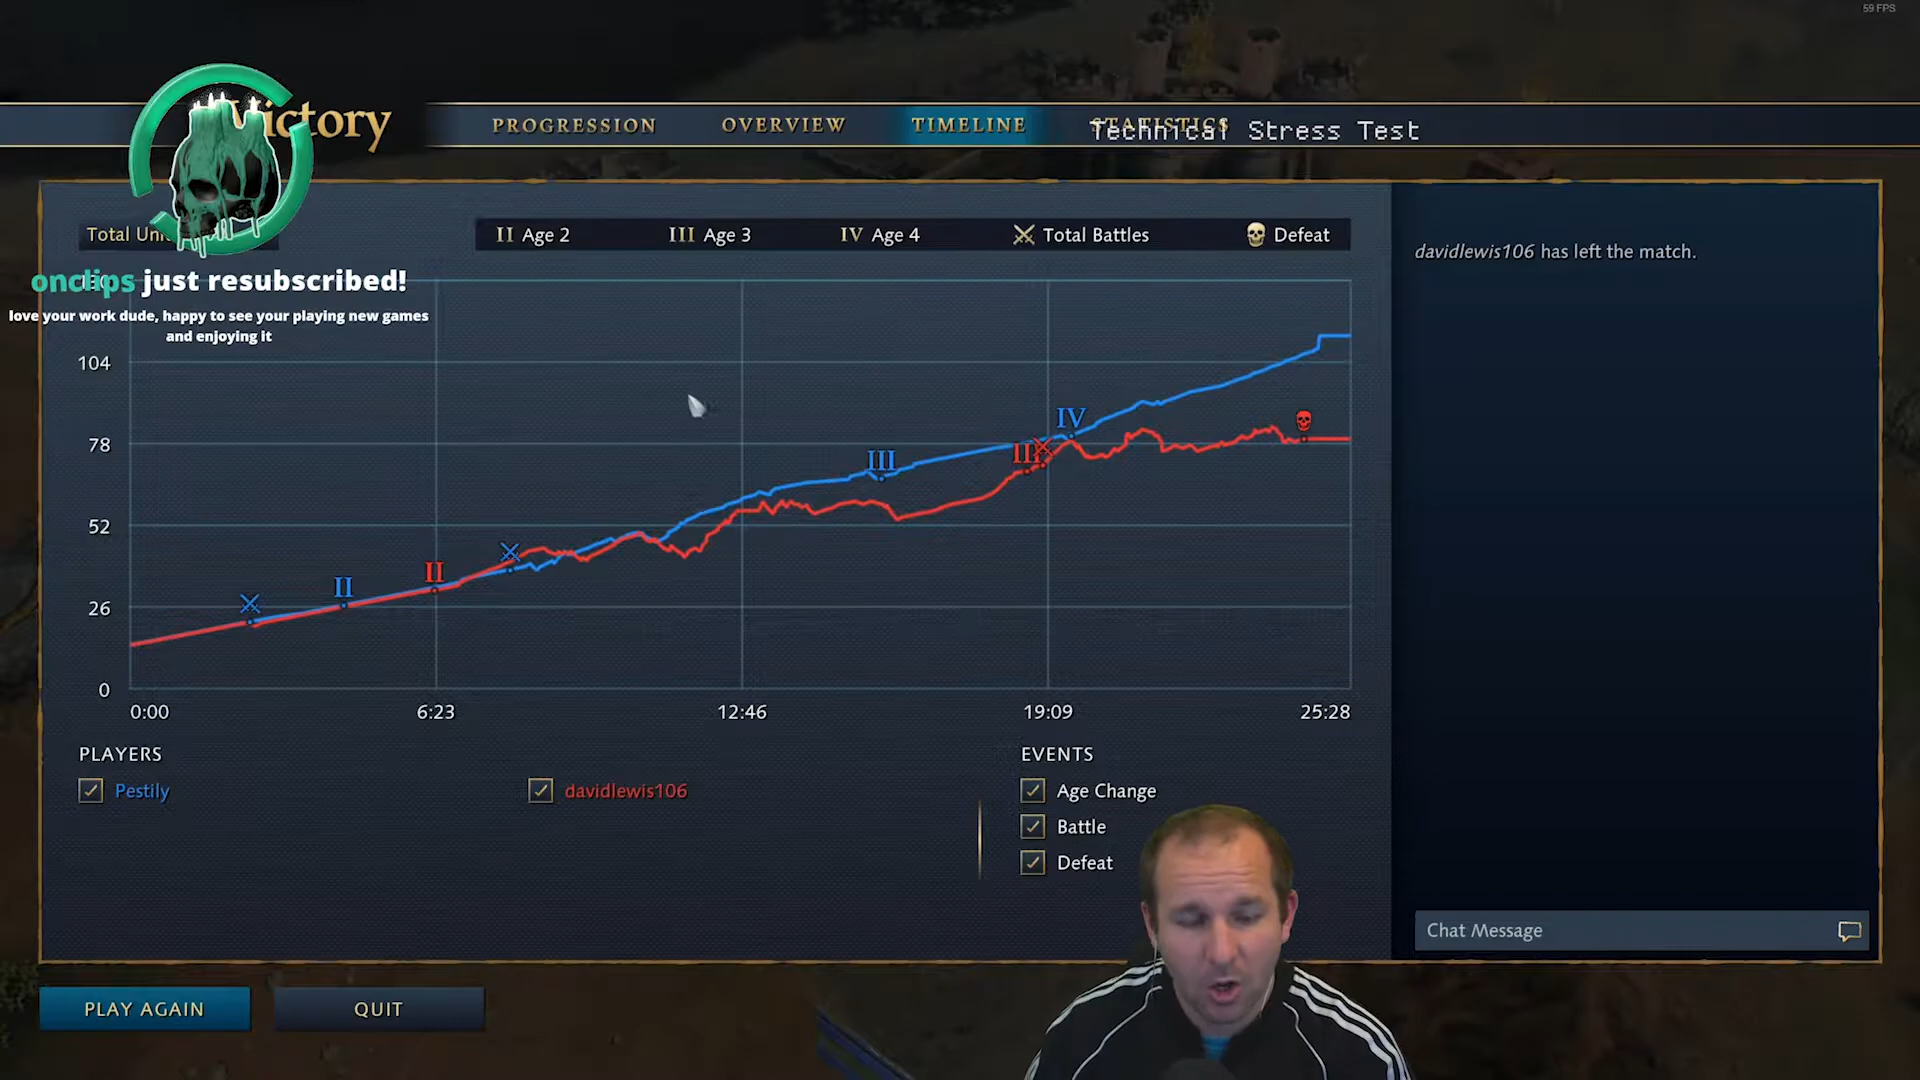 59 FPS
Victory
PROGRESSION
OVERVIEW
TIMELINE
STATISTICS
Technical Stress Test
Total
II Age 2
III Age 3
IV Age 4
Total Battles
Defeat
davidlewis106 has left the match.
onclips just resubscribed!
love your work dude, happy to see your playing new games
and enjoying it
104
78
52
26
0
II
II
III
III
IV
0:00
6:23
12:46
19:09
25:28
PLAYERS
Pestily
davidlewis106
EVENTS
Age Change
Battle
Defeat
Chat Message
PLAY AGAIN
QUIT